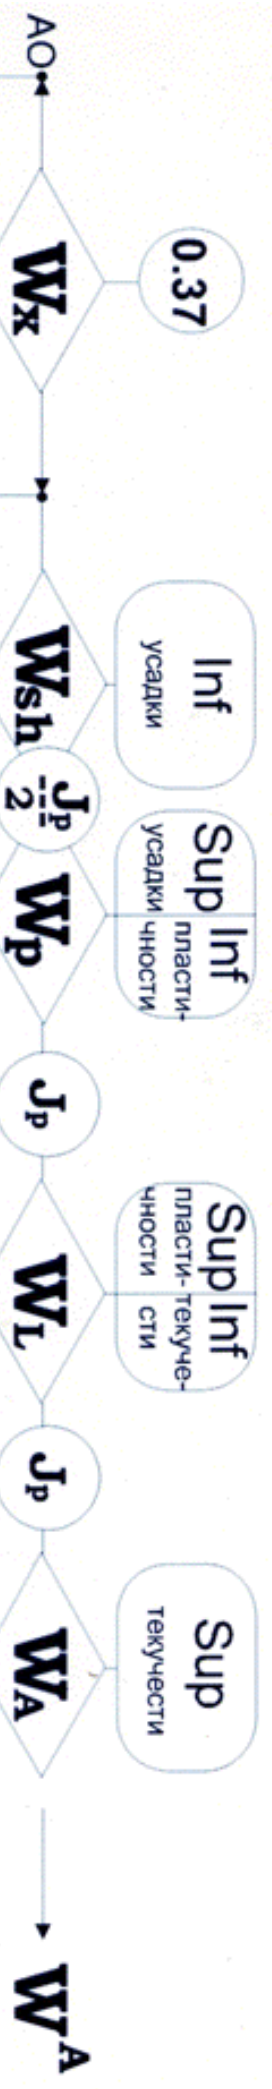 0.37
Inf
усадки
Sup
усадки
Inf
пласти-
чности
Sup
пласти-
чности
Inf
текуче-
сти
Sup
текучести
AO
Wx
Wsh
Jp
---
2
Wp
Jp
WL
Jp
WA
W^A